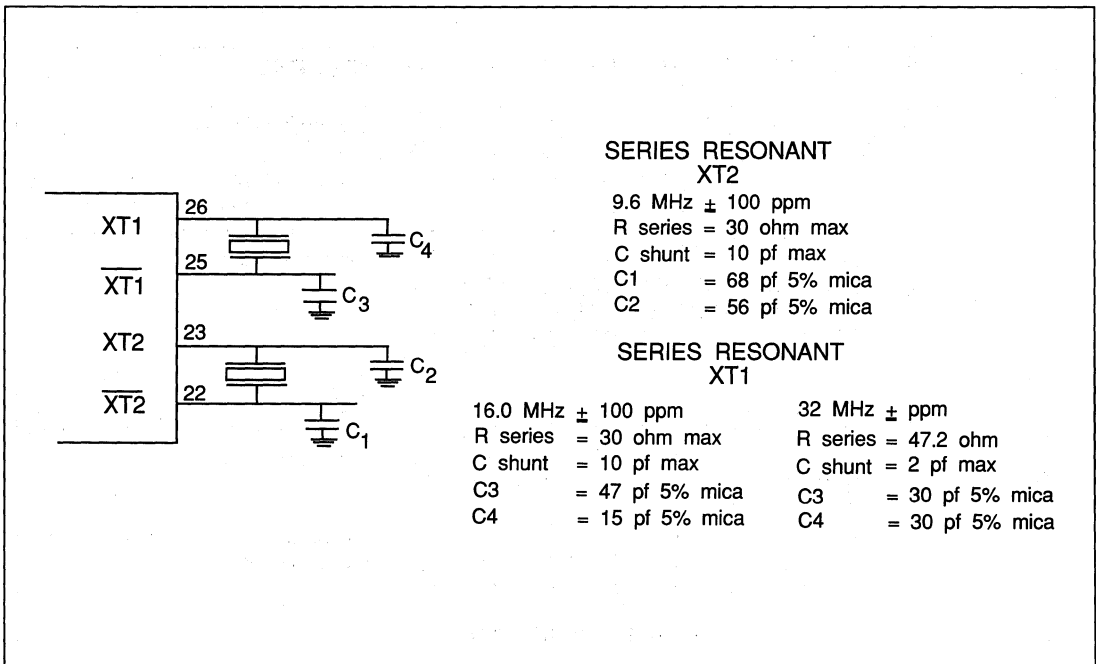 26
XT1
C4
25
XT1
C3
23
XT2
C2
22
XT2
C1
SERIES RESONANT
XT2
9.6 MHz ± 100 ppm
R series = 30 ohm max
C shunt = 10 pf max
C1 = 68 pf 5% mica
C2 = 56 pf 5% mica
SERIES RESONANT
XT1
16.0 MHz ± 100 ppm
R series = 30 ohm max
C shunt = 10 pf max
C3 = 47 pf 5% mica
C4 = 15 pf 5% mica
32 MHz ± ppm
R series = 47.2 ohm
C shunt = 2 pf max
C3 = 30 pf 5% mica
C4 = 30 pf 5% mica